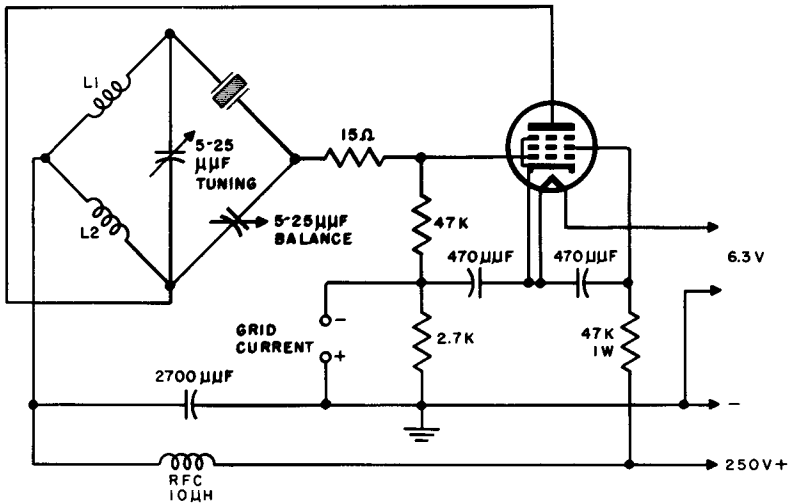 L1
5-25
µµF
TUNING
L2
5-25µµF
BALANCE
15Ω
47K
470µµF
470µµF
6.3V
GRID
CURRENT
-
+
2.7K
47K
1W
2700µµF
-
250V+
RFC
10µH